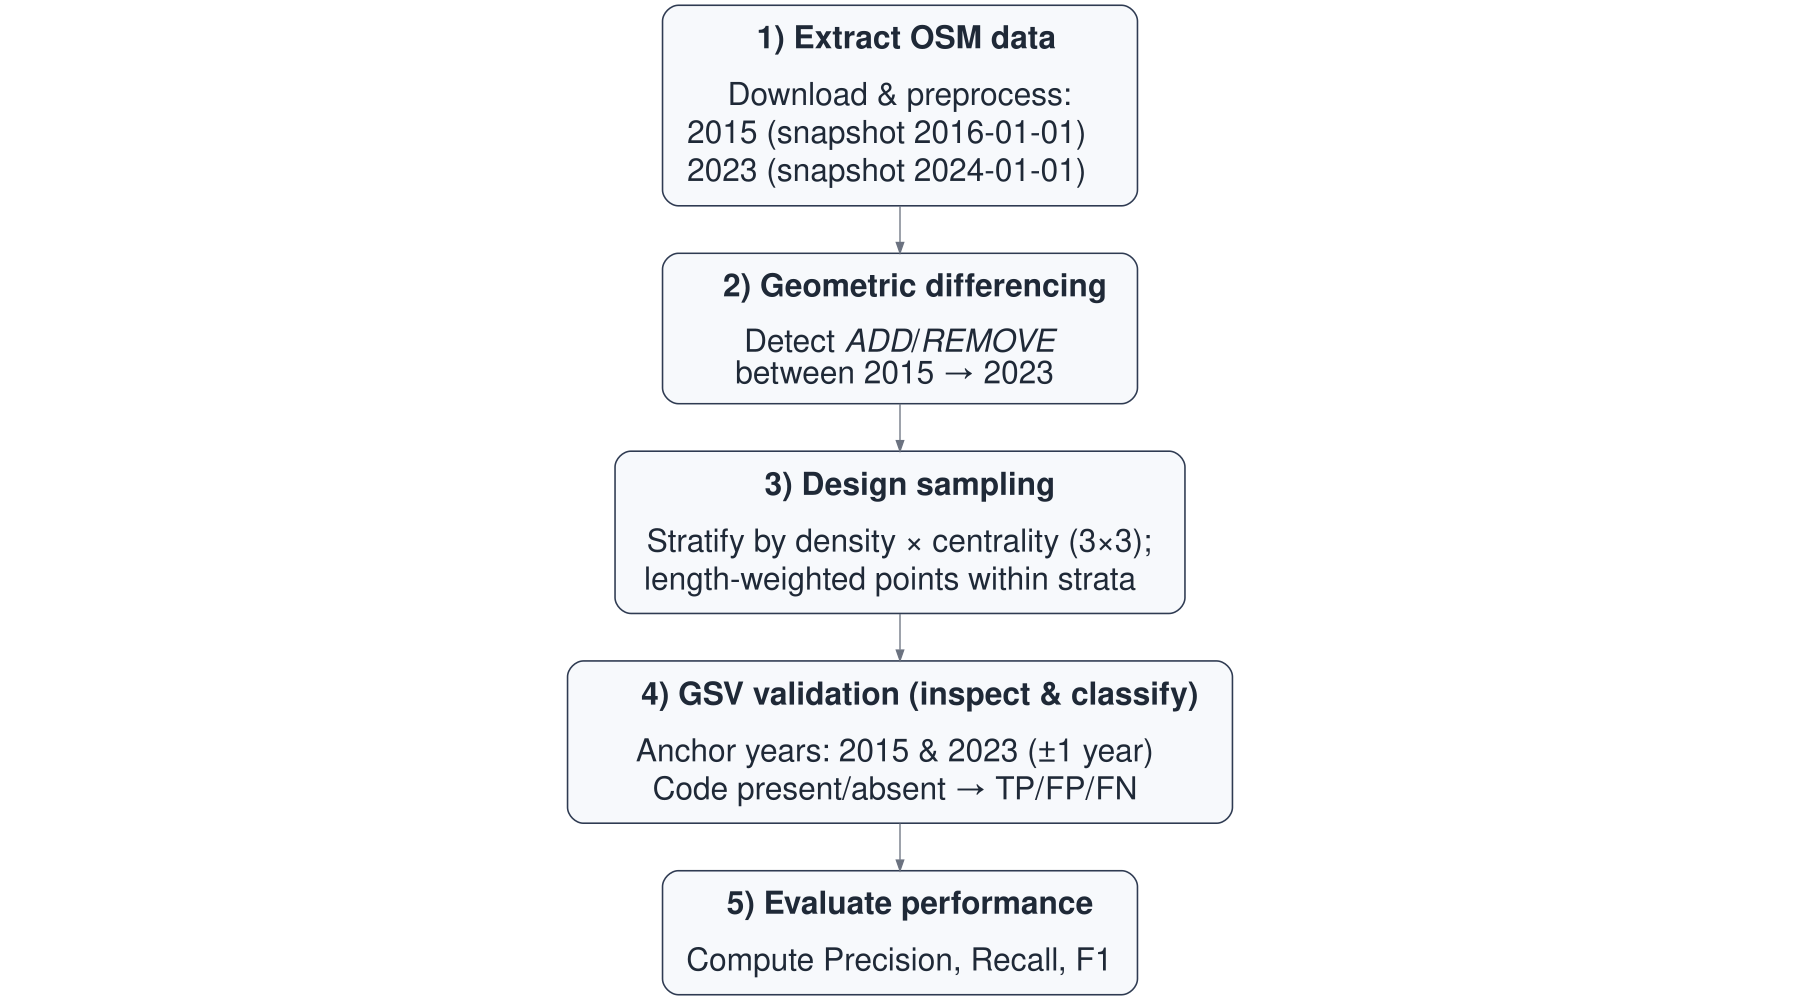 1) Extract OSM data
Download & preprocess:
2015 (snapshot 2016-01-01)
2023 (snapshot 2024-01-01)
2) Geometric differencing
Detect ADD/REMOVE
between 2015 → 2023
3) Design sampling
Stratify by density × centrality (3×3);
length-weighted points within strata
4) GSV validation (inspect & classify)
Anchor years: 2015 & 2023 (±1 year)
Code present/absent → TP/FP/FN
5) Evaluate performance
Compute Precision, Recall, F1